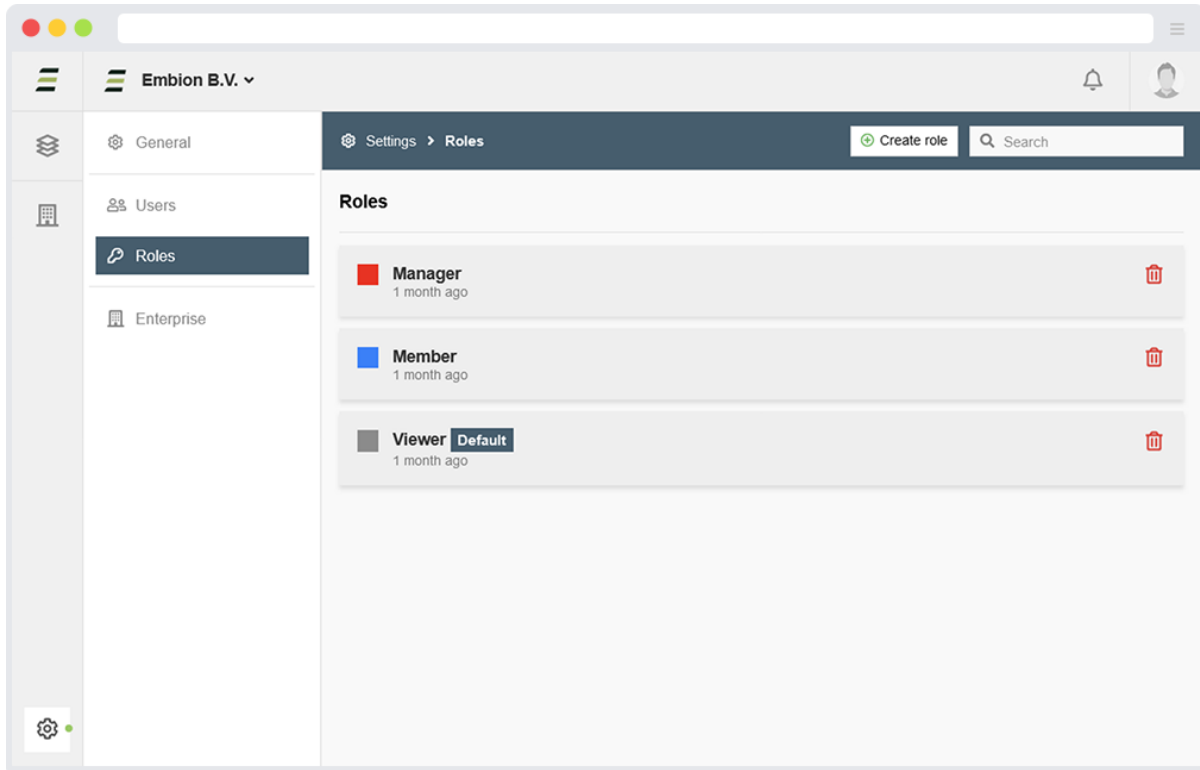 Embion B.V.
General
Users
Roles
Enterprise
Settings > Roles
Create role
Search
Roles
Manager
1 month ago
Member
1 month ago
Viewer Default
1 month ago